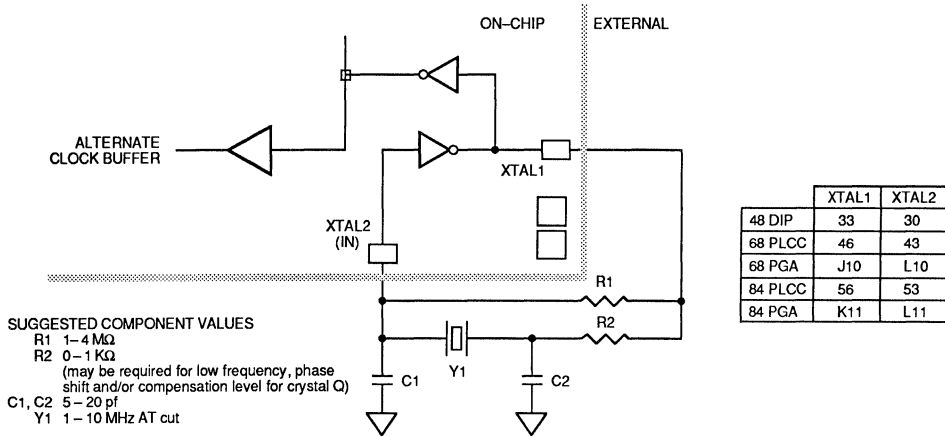 ON–CHIP
EXTERNAL
ALTERNATE
CLOCK BUFFER
XTAL1
XTAL2
(IN)
R1
R2
Y1
C1
C2
SUGGESTED COMPONENT VALUES
R1 1–4 MΩ
R2 0–1 KΩ
(may be required for low frequency, phase
shift and/or compensation level for crystal Q)
C1, C2 5–20 pf
Y1 1–10 MHz AT cut
XTAL1 XTAL2
48 DIP 33 30
68 PLCC 46 43
68 PGA J10 L10
84 PLCC 56 53
84 PGA K11 L11